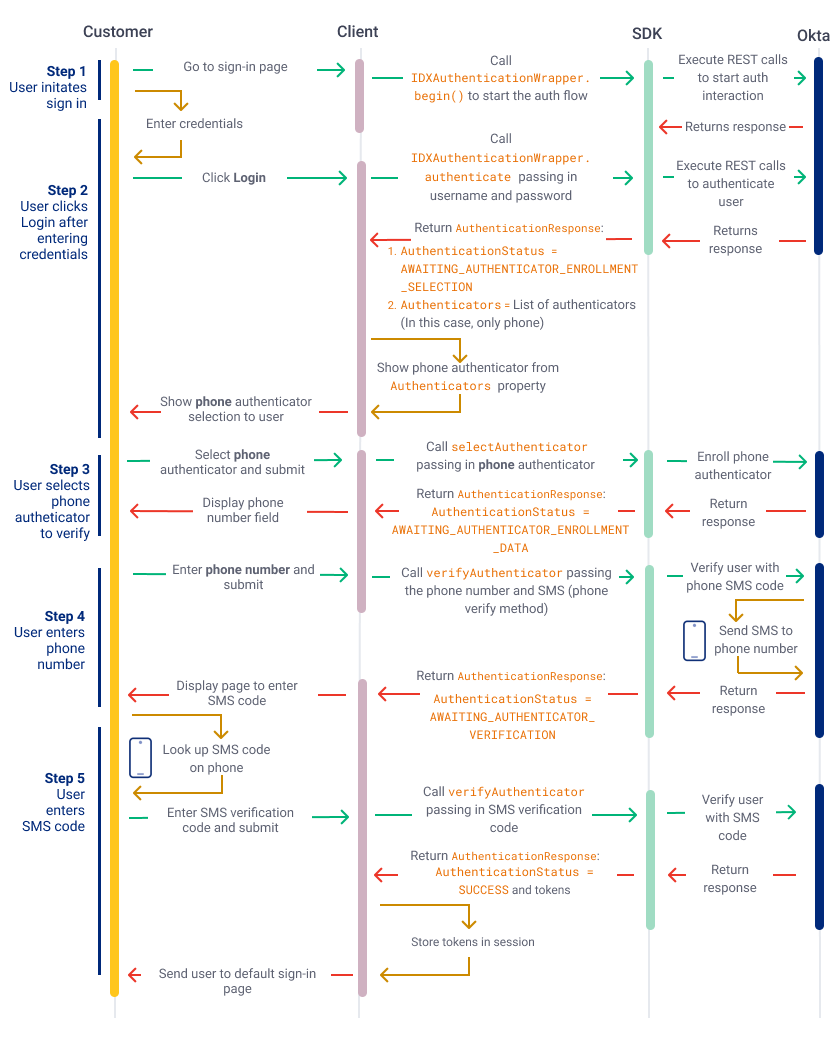 Customer
Client
SDK
Okta
Step 1
User initates
sign in
Go to sign-in page
Call
IDXAuthenticationWrapper.
begin() to start the auth flow
Execute REST calls
to start auth
interaction
Enter credentials
Returns response
Step 2
User clicks
Login after
entering
credentials
Click Login
Call
IDXAuthenticationWrapper.
authenticate passing in
username and password
Execute REST calls
to authenticate
user
Returns
response
Return AuthenticationResponse:
1. AuthenticationStatus =
AWAITING_AUTHENTICATOR_ENROLLMENT
_SELECTION
2. Authenticators = List of authenticators
(In this case, only phone)
Show phone authenticator from
Authenticators property
Show phone authenticator
selection to user
Step 3
User selects
phone
autheticator
to verify
Select phone
authenticator and submit
Call selectAuthenticator
passing in phone authenticator
Enroll phone
authenticator
Display phone
number field
Return AuthenticationResponse:
AuthenticationStatus =
AWAITING_AUTHENTICATOR_ENROLLMENT
_DATA
Return
response
Step 4
User enters
phone
number
Enter phone number and
submit
Call verifyAuthenticator passing
the phone number and SMS (phone
verify method)
Verify user with
phone SMS code
Send SMS to
phone number
Display page to enter
SMS code
Return AuthenticationResponse:
AuthenticationStatus =
AWAITING_AUTHENTICATOR_
VERIFICATION
Return
response
Step 5
User
enters
SMS code
Look up SMS code
on phone
Enter SMS verification
code and submit
Call verifyAuthenticator
passing in SMS verification
code
Verify user
with SMS
code
Return AuthenticationResponse:
AuthenticationStatus =
SUCCESS and tokens
Return
response
Store tokens in session
Send user to default sign-in
page